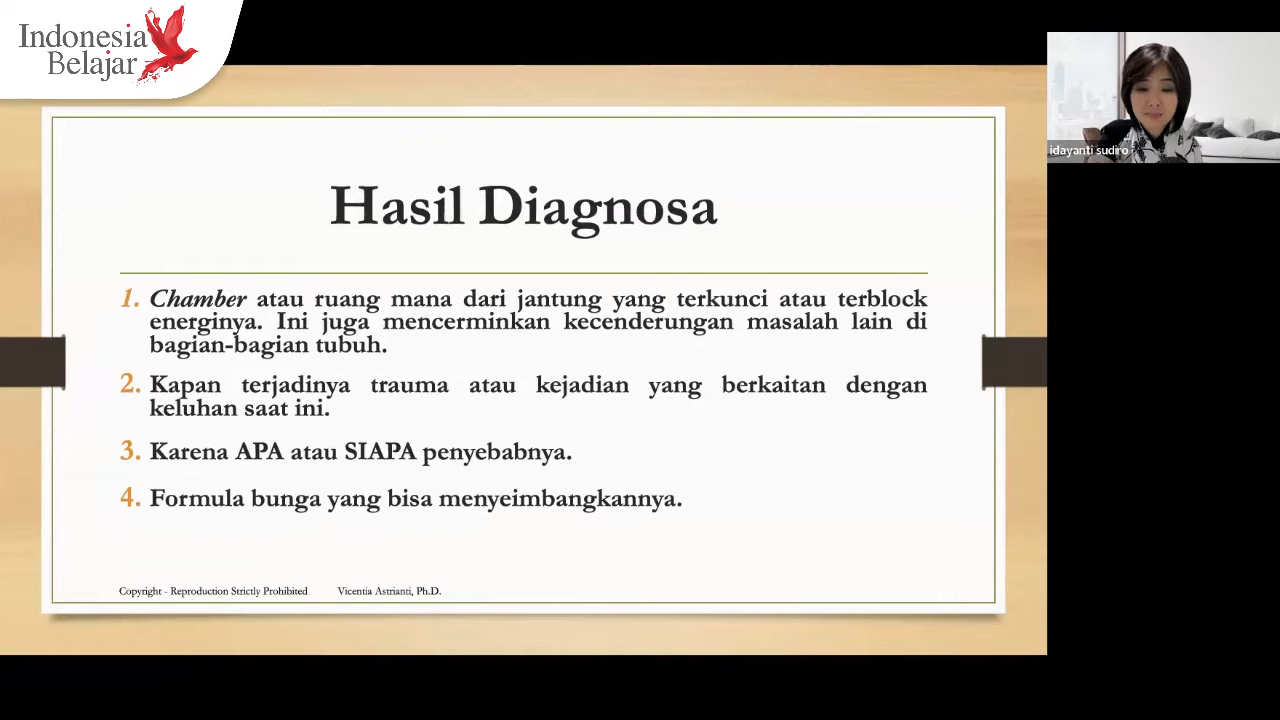 Indonesia
Belajar
idayanti sudiro
Hasil Diagnosa
1. Chamber atau ruang mana dari jantung yang terkunci atau terblock
energinya. Ini juga mencerminkan kecenderungan masalah lain di
bagian-bagian tubuh.
2. Kapan terjadinya trauma atau kejadian yang berkaitan dengan
keluhan saat ini.
3. Karena APA atau SIAPA penyebabnya.
4. Formula bunga yang bisa menyeimbangkannya.
Copyright - Reproduction Strictly Prohibited Vicentia Astrianti, Ph.D.